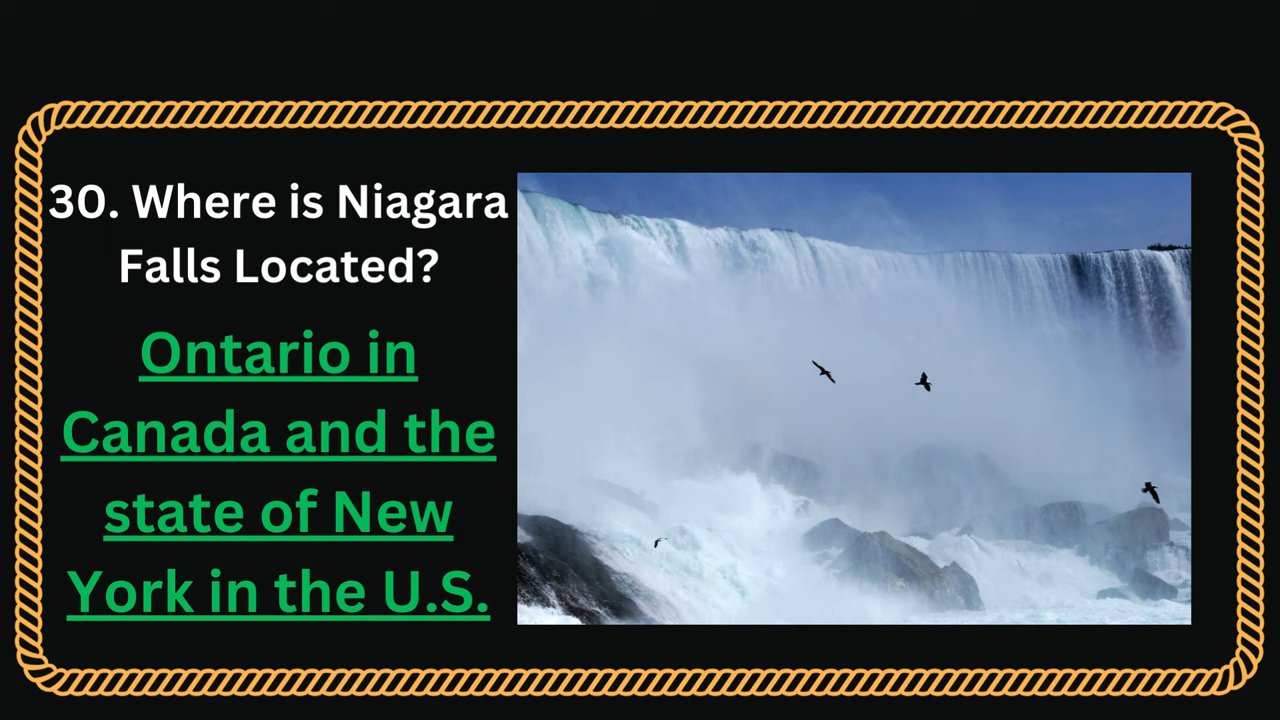 30. Where is Niagara
Falls Located?
Ontario in
Canada and the
state of New
York in the U.S.